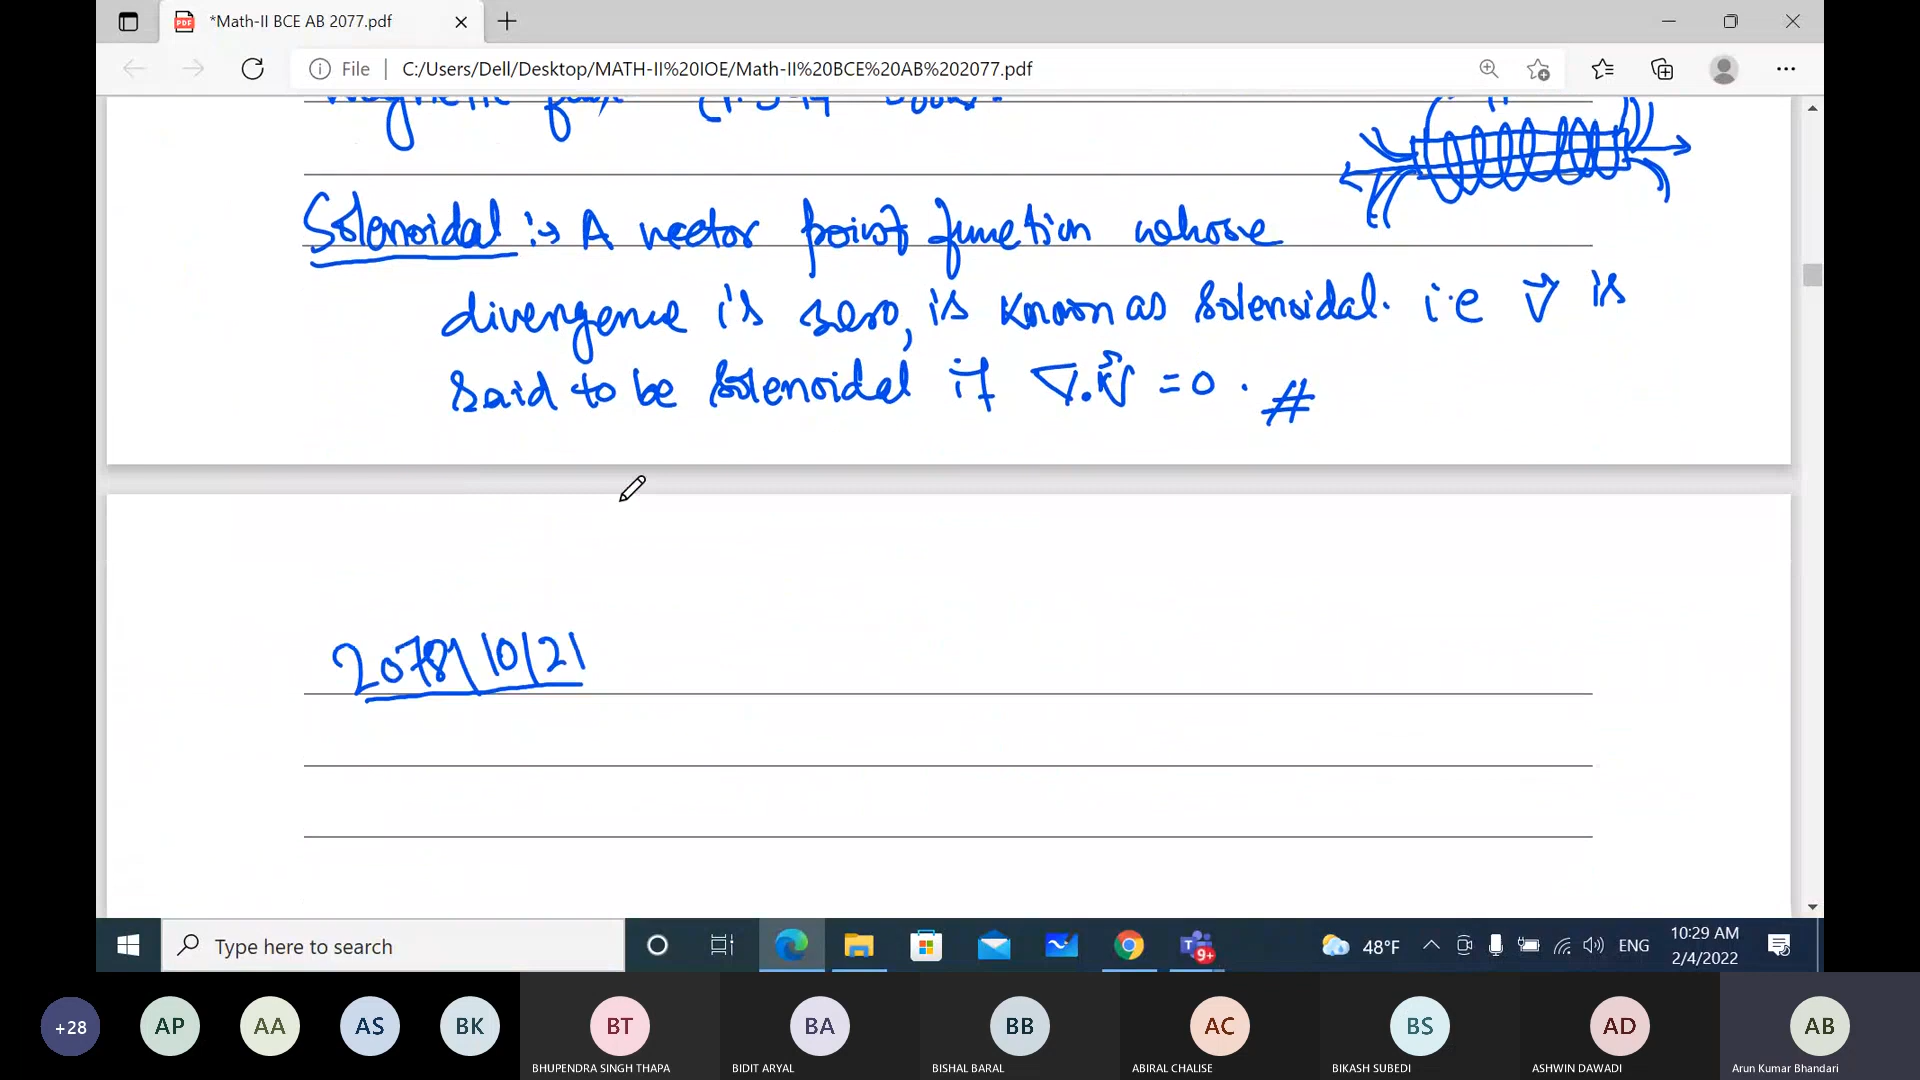 *Math-II BCE AB 2077.pdf
File
C:/Users/Dell/Desktop/MATH-II%20IOE/Math-II%20BCE%20AB%202077.pdf
Solenoidal :→ A vector point function whose
divergence is zero, is known as solenoidal. i.e V⃗ is
said to be solenoidal if ∇.V⃗ = 0 . #
2078/10/21
Type here to search
9+
48°F
ENG
10:29 AM
2/4/2022
+28
AP
AA
AS
BK
BT
BHUPENDRA SINGH THAPA
BA
BIDIT ARYAL
BB
BISHAL BARAL
AC
ABIRAL CHALISE
BS
BIKASH SUBEDI
AD
ASHWIN DAWADI
AB
Arun Kumar Bhandari